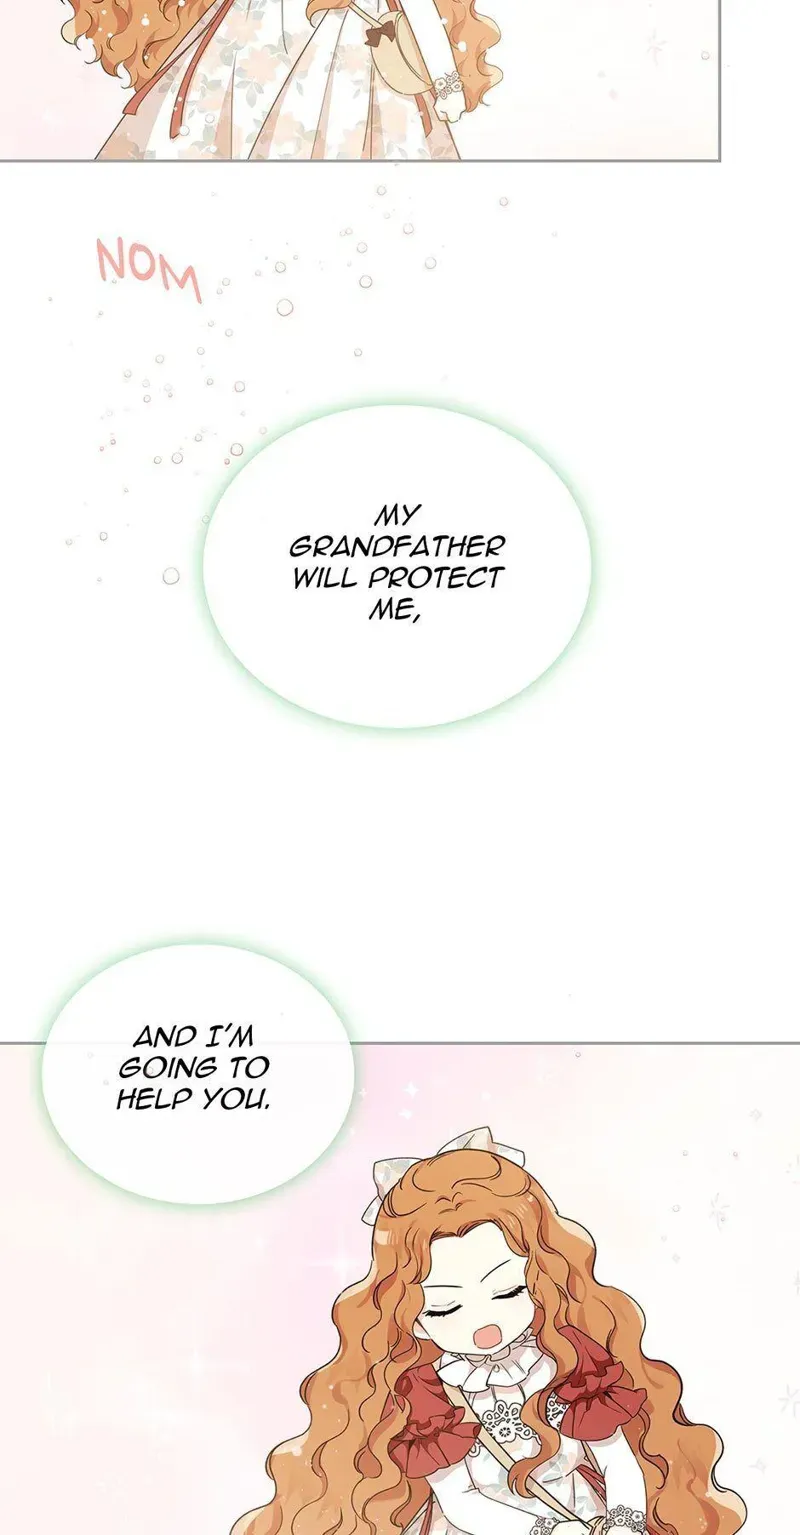 NOM
MY
GRANDFATHER
WILL PROTECT
ME,
AND I'M
GOING TO
HELP YOU.